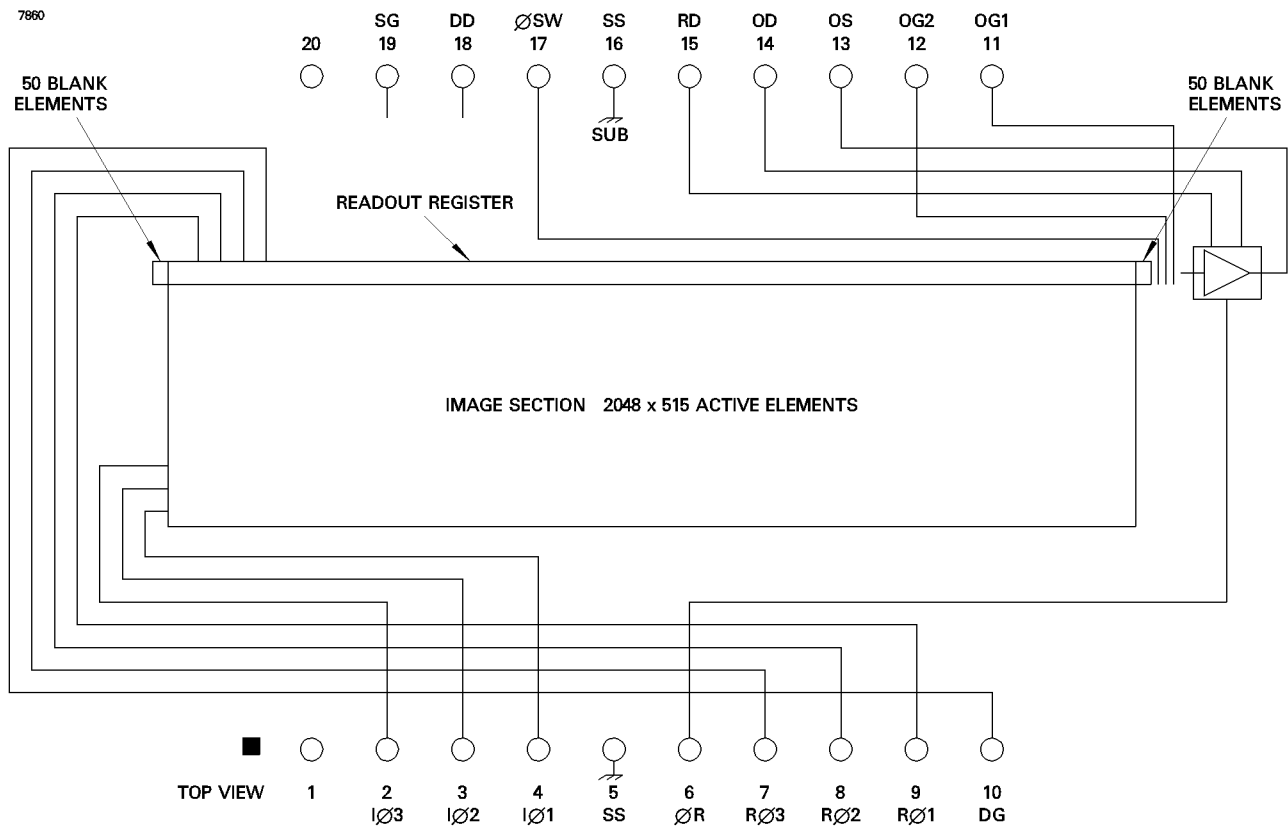 7860
SG DD ØSW SS RD OD OS OG2 OG1
20 19 18 17 16 15 14 13 12 11
50 BLANK
ELEMENTS
50 BLANK
ELEMENTS
SUB
READOUT REGISTER
IMAGE SECTION 2048 x 515 ACTIVE ELEMENTS
TOP VIEW 1 2 3 4 5 6 7 8 9 10
IØ3 IØ2 IØ1 SS ØR RØ3 RØ2 RØ1 DG